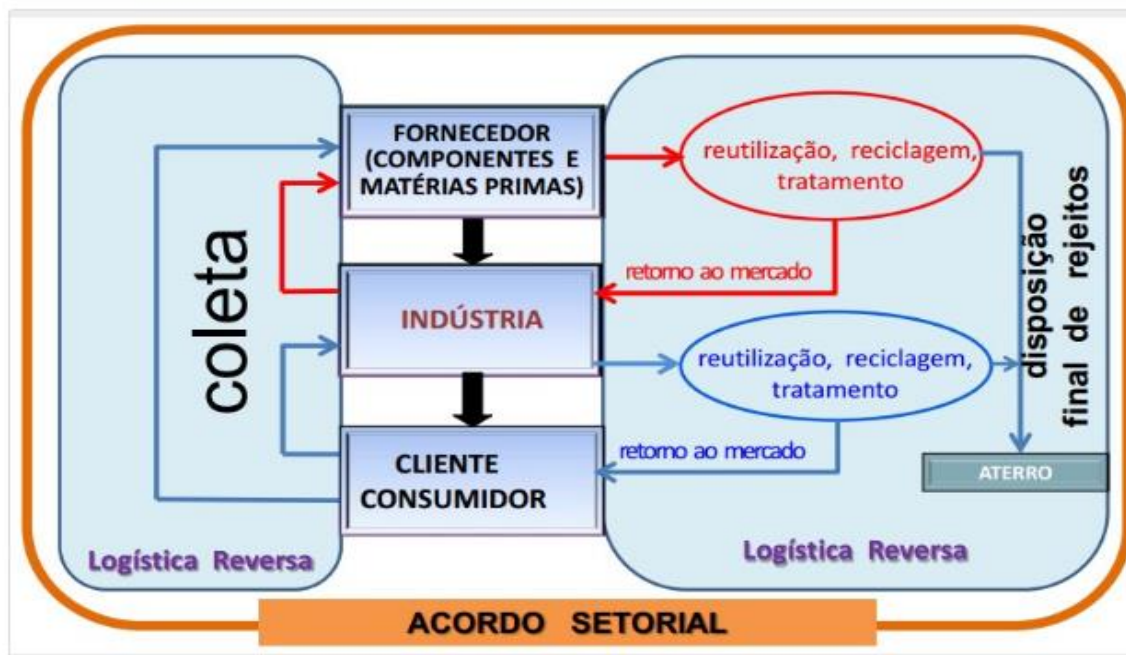 coleta
Logística Reversa
FORNECEDOR
(COMPONENTES E
MATÉRIAS PRIMAS)
INDÚSTRIA
CLIENTE
CONSUMIDOR
reutilização, reciclagem,
tratamento
retorno ao mercado
reutilização, reciclagem,
tratamento
retorno ao mercado
disposição
final de rejeitos
ATERRO
Logística Reversa
ACORDO SETORIAL